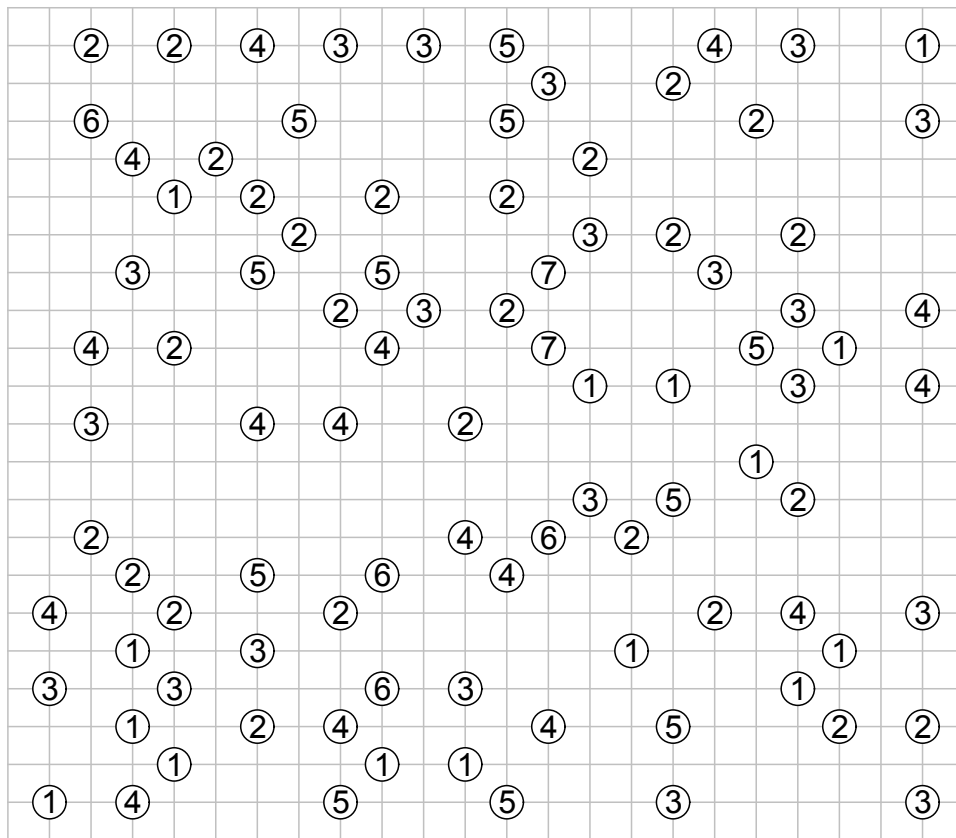 2 2 4 3 3 5 4 3 1
3 2
6 5 5 2 3
4 2 2
1 2 2 2
2 3 2 2
3 5 5 7 3
2 3 2 3 4
4 2 4 7 5 1
1 1 3 4
3 4 4 2
1
3 5 2
2 4 6 2
2 5 6 4
4 2 2 2 4 3
1 3 1 1
3 3 6 3 1
1 2 4 4 5 2 2
1 1 1
1 4 5 5 3 3